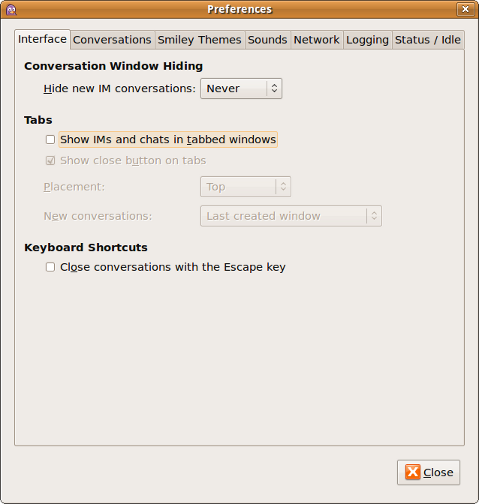 Preferences
Interface Conversations Smiley Themes Sounds Network Logging Status / Idle
Conversation Window Hiding
Hide new IM conversations: Never
Tabs
Show IMs and chats in tabbed windows
Show close button on tabs
Placement: Top
New conversations: Last created window
Keyboard Shortcuts
Close conversations with the Escape key
Close